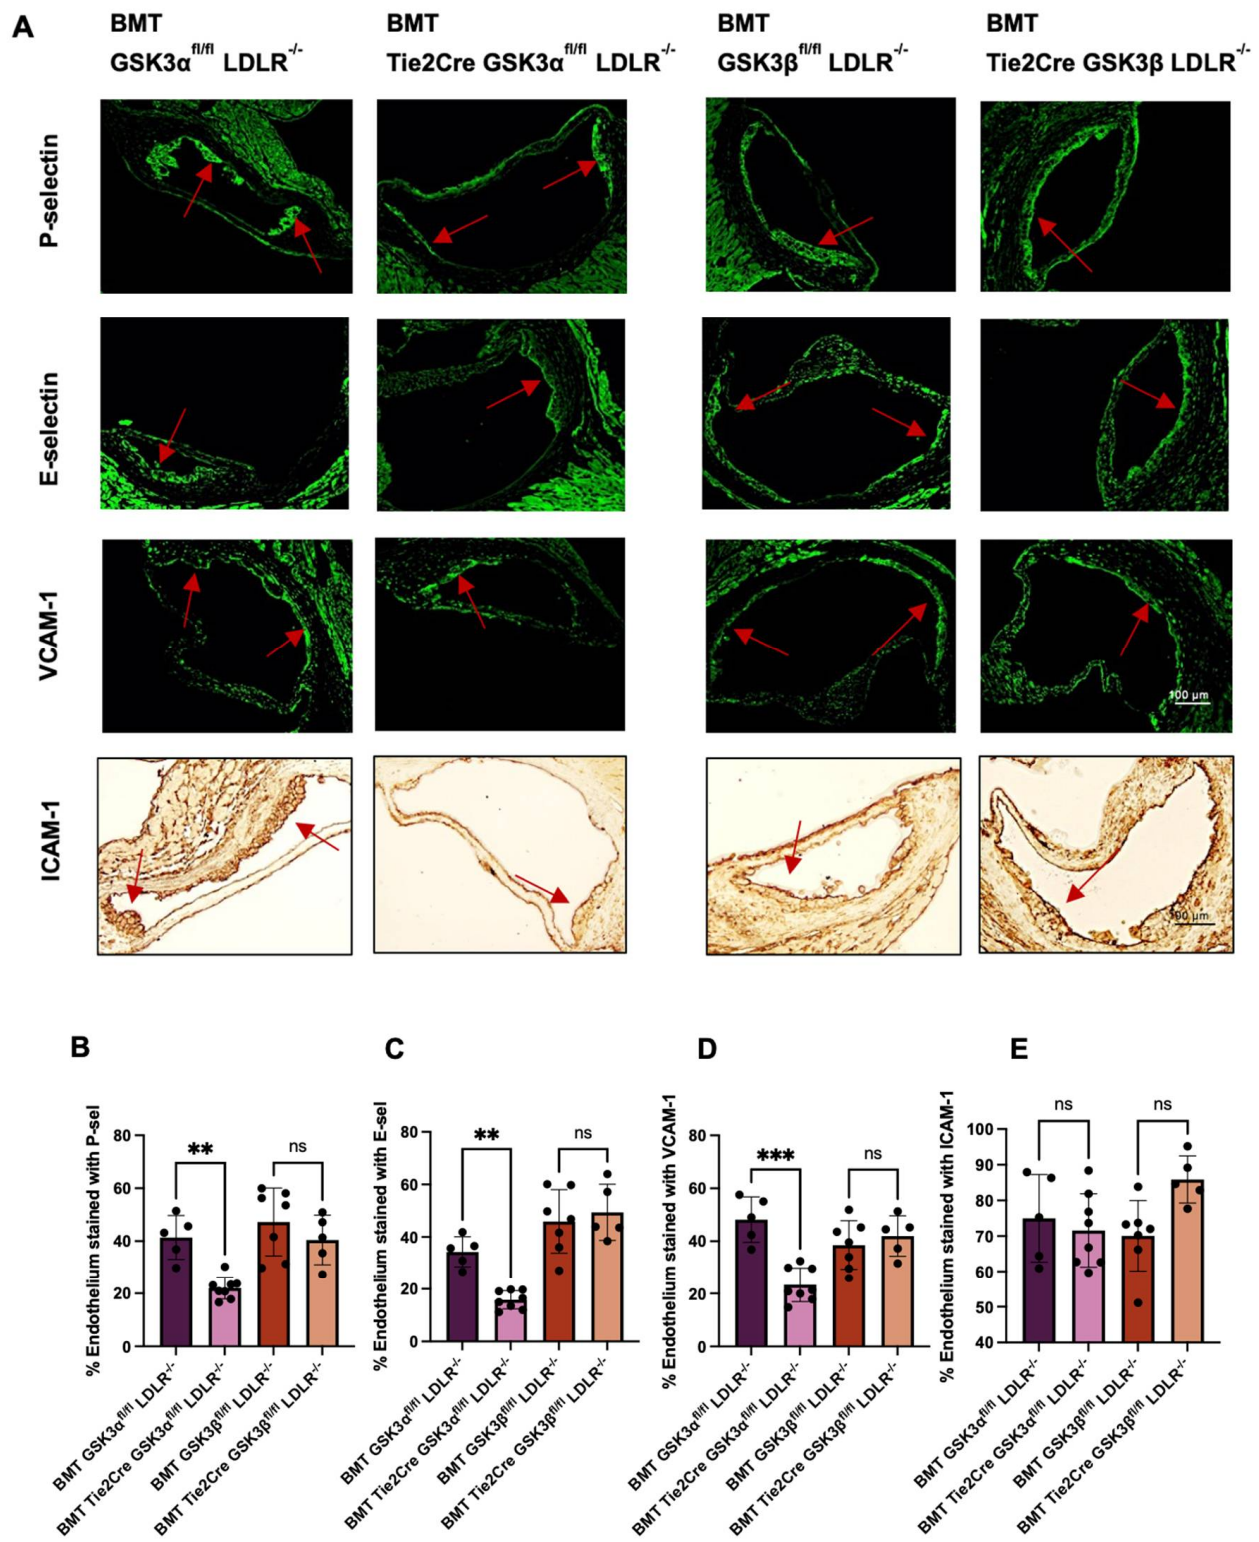 A
BMT
GSK3α^fl/fl LDLR^-/-
BMT
Tie2Cre GSK3α^fl/fl LDLR^-/-
BMT
GSK3β^fl/fl LDLR^-/-
BMT
Tie2Cre GSK3β LDLR^-/-
P-selectin
E-selectin
VCAM-1
100 μm
ICAM-1
100 μm
B
% Endothelium stained with P-sel
80
60
40
20
0
**
ns
BMT GSK3α^fl/fl LDLR^-/-
BMT Tie2Cre GSK3α^fl/fl LDLR^-/-
BMT GSK3β^fl/fl LDLR^-/-
BMT Tie2Cre GSK3β^fl/fl LDLR^-/-
C
% Endothelium stained with E-sel
80
60
40
20
0
**
ns
BMT GSK3α^fl/fl LDLR^-/-
BMT Tie2Cre GSK3α^fl/fl LDLR^-/-
BMT GSK3β^fl/fl LDLR^-/-
BMT Tie2Cre GSK3β^fl/fl LDLR^-/-
D
% Endothelium stained with VCAM-1
80
60
40
20
0
***
ns
BMT GSK3α^fl/fl LDLR^-/-
BMT Tie2Cre GSK3α^fl/fl LDLR^-/-
BMT GSK3β^fl/fl LDLR^-/-
BMT Tie2Cre GSK3β^fl/fl LDLR^-/-
E
% Endothelium stained with ICAM-1
100
90
80
70
60
50
40
ns
ns
BMT GSK3α^fl/fl LDLR^-/-
BMT Tie2Cre GSK3α^fl/fl LDLR^-/-
BMT GSK3β^fl/fl LDLR^-/-
BMT Tie2Cre GSK3β^fl/fl LDLR^-/-